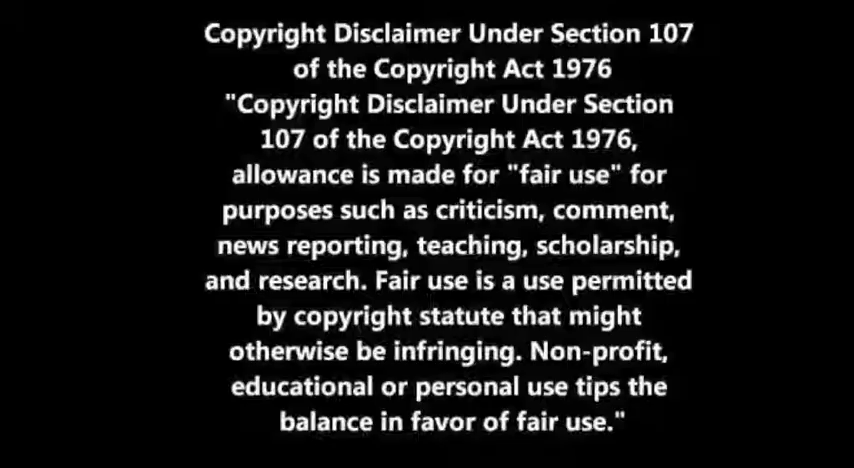 Copyright Disclaimer Under Section 107
of the Copyright Act 1976
"Copyright Disclaimer Under Section
107 of the Copyright Act 1976,
allowance is made for "fair use" for
purposes such as criticism, comment,
news reporting, teaching, scholarship,
and research. Fair use is a use permitted
by copyright statute that might
otherwise be infringing. Non-profit,
educational or personal use tips the
balance in favor of fair use."